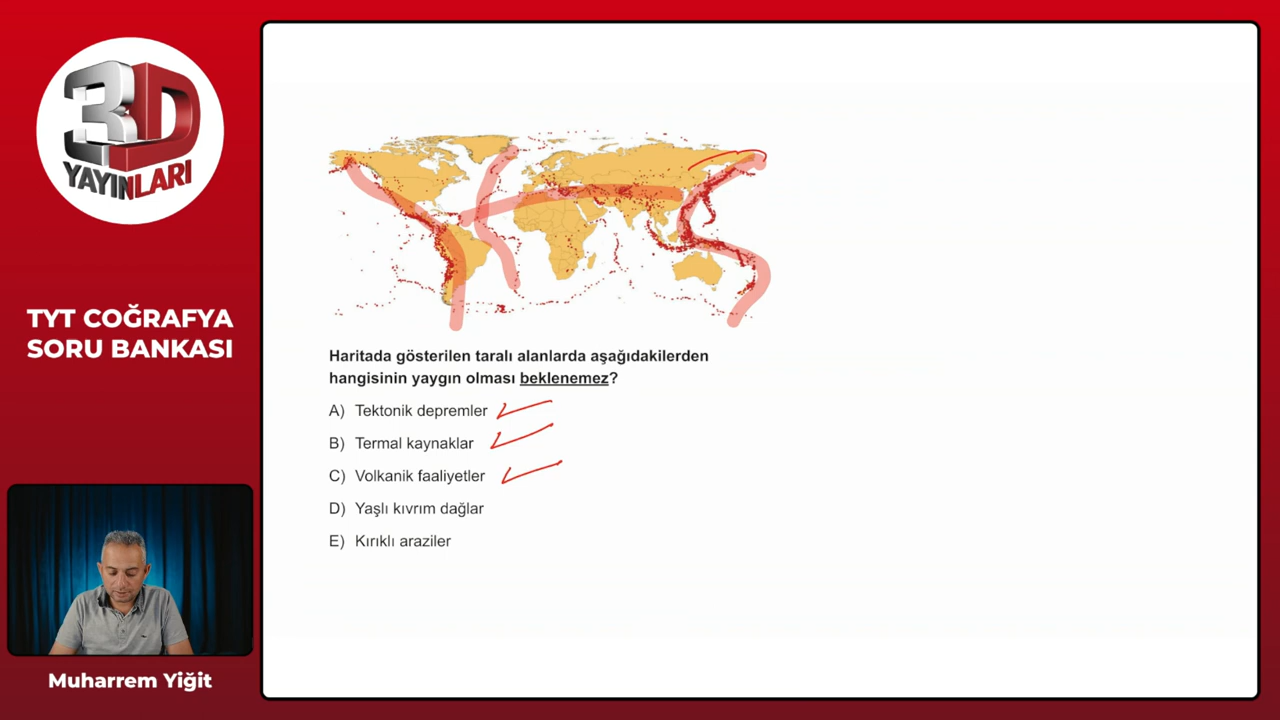 3D
YAYINLARI
TYT COĞRAFYA
SORU BANKASI
Muharrem Yiğit
Haritada gösterilen taralı alanlarda aşağıdakilerden
hangisinin yaygın olması beklenemez?
A) Tektonik depremler
B) Termal kaynaklar
C) Volkanik faaliyetler
D) Yaşlı kıvrım dağlar
E) Kırıklı araziler